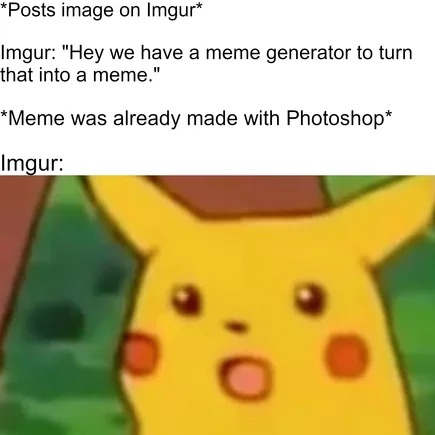 *Posts image on Imgur*
Imgur: "Hey we have a meme generator to turn
that into a meme."
*Meme was already made with Photoshop*
Imgur: